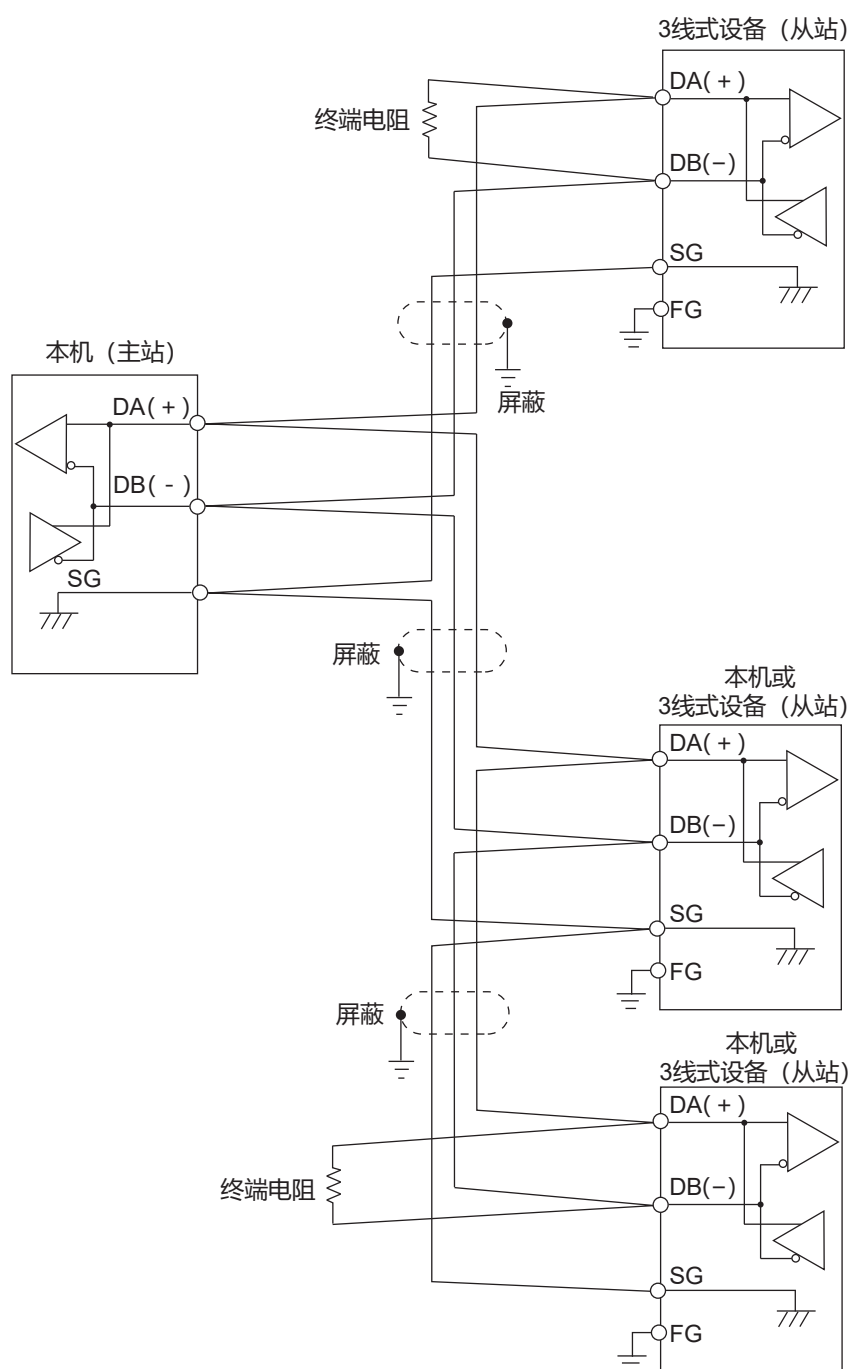 3线式设备（从站）
DA(+)
终端电阻
DB(−)
SG
FG
屏蔽
本机（主站）
DA(+)
DB( - )
SG
屏蔽
本机或
3线式设备（从站）
DA(+)
DB(−)
SG
FG
屏蔽
本机或
3线式设备（从站）
DA(+)
终端电阻
DB(−)
SG
FG